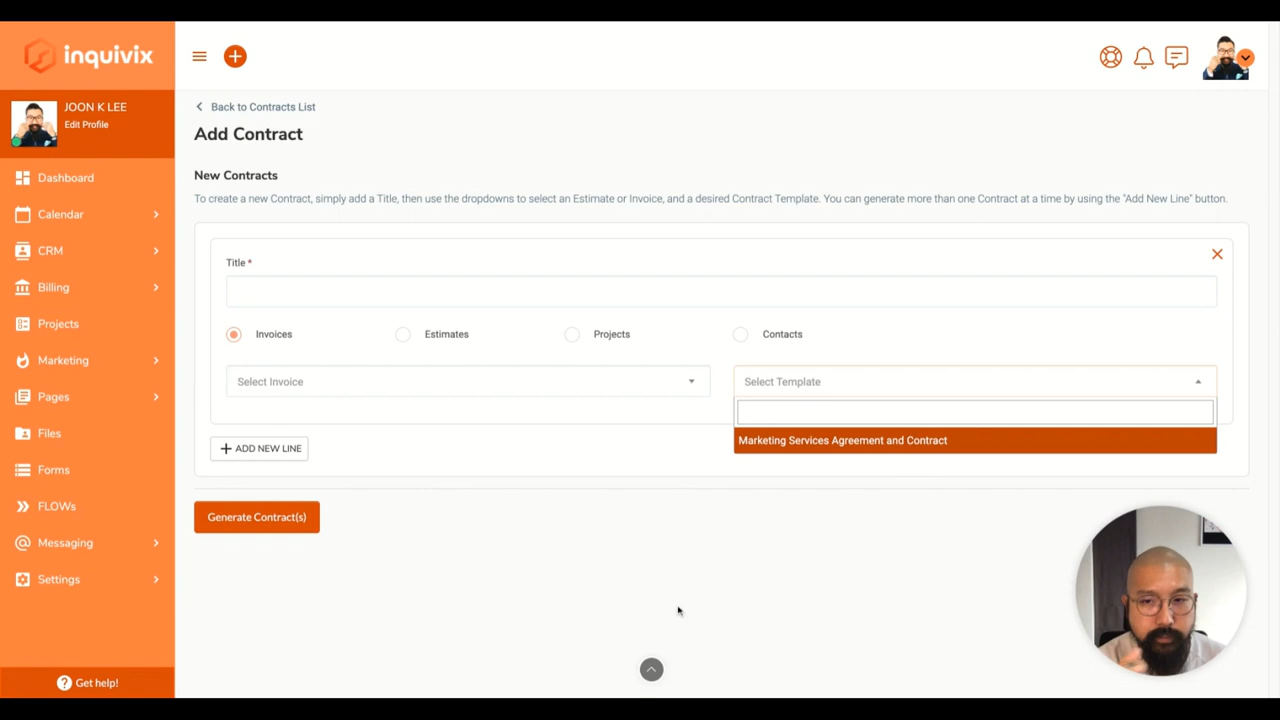 inquivix
JOON K LEE
Edit Profile
Dashboard
Calendar
CRM
Billing
Projects
Marketing
Pages
Files
Forms
FLOWs
Messaging
Settings
Get help!
Back to Contracts List
Add Contract
New Contracts
To create a new Contract, simply add a Title, then use the dropdowns to select an Estimate or Invoice, and a desired Contract Template. You can generate more than one Contract at a time by using the "Add New Line" button.
Title *
Invoices Estimates Projects Contacts
Select Invoice Select Template
Marketing Services Agreement and Contract
ADD NEW LINE
Generate Contract(s)